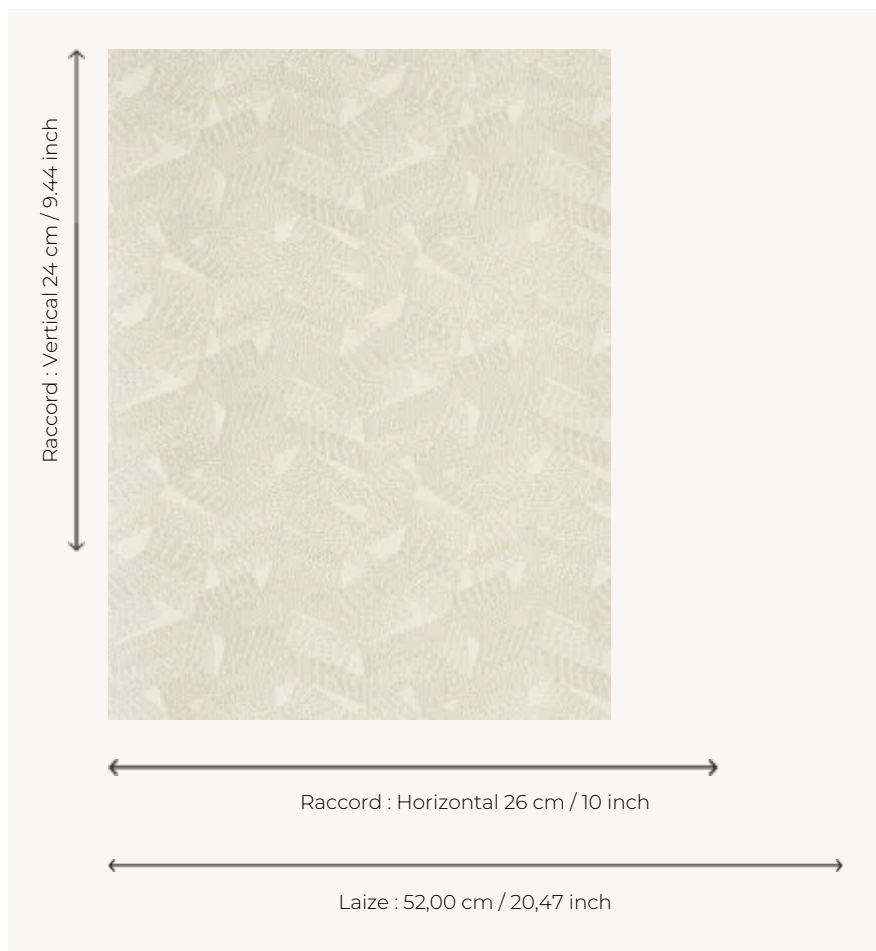 Raccord : Vertical 24 cm / 9.44 inch
Raccord : Horizontal 26 cm / 10 inch
Laize : 52,00 cm / 20,47 inch